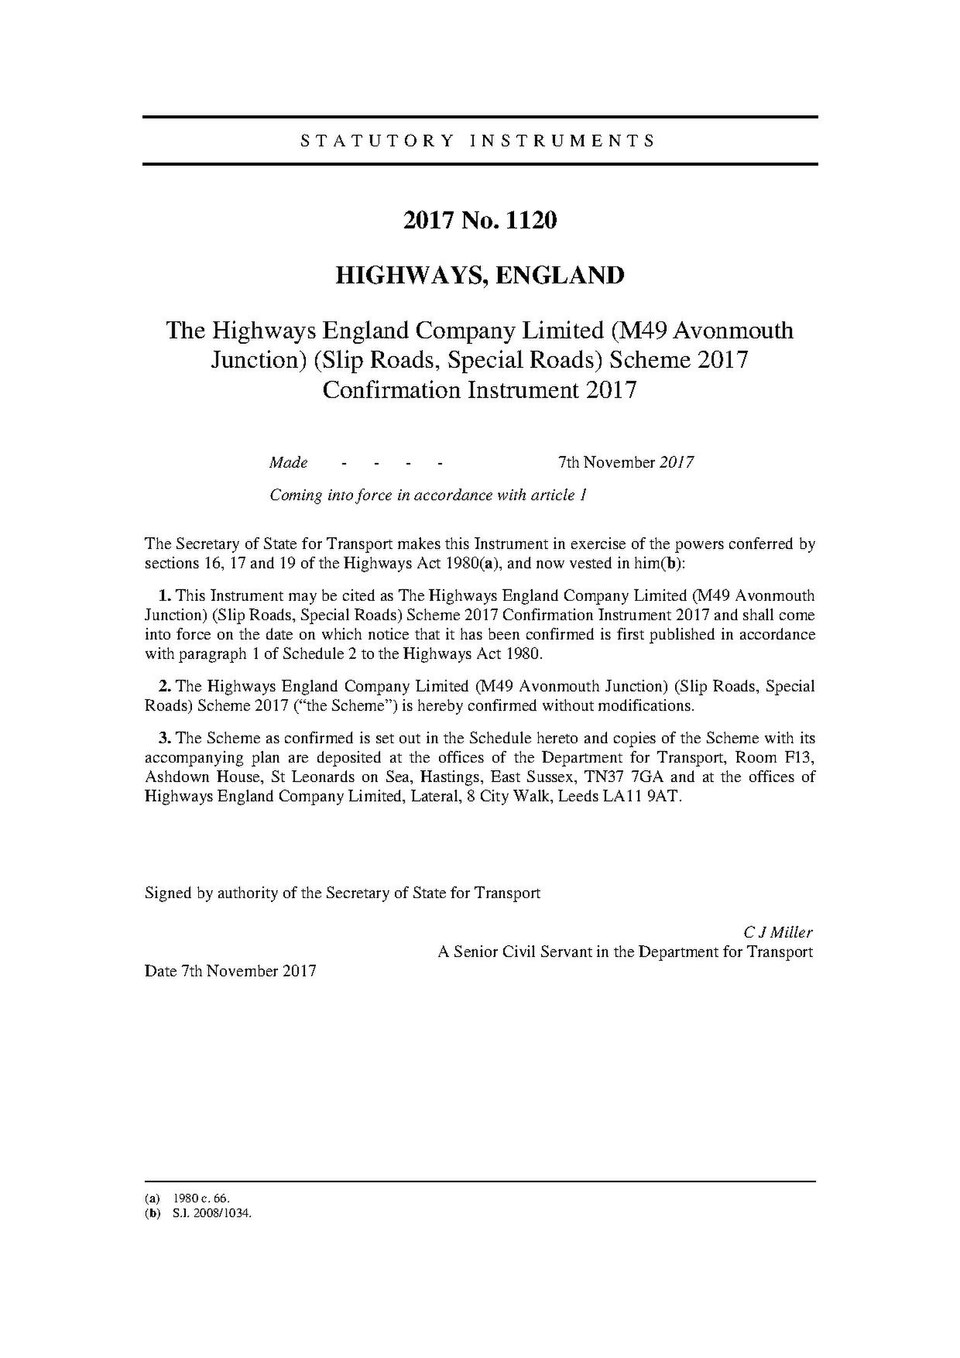 STATUTORY INSTRUMENTS
2017 No. 1120
HIGHWAYS, ENGLAND
The Highways England Company Limited (M49 Avonmouth
Junction) (Slip Roads, Special Roads) Scheme 2017
Confirmation Instrument 2017
Made - - - - 7th November 2017
Coming into force in accordance with article 1
The Secretary of State for Transport makes this Instrument in exercise of the powers conferred by
sections 16, 17 and 19 of the Highways Act 1980(a), and now vested in him(b):
1. This Instrument may be cited as The Highways England Company Limited (M49 Avonmouth
Junction) (Slip Roads, Special Roads) Scheme 2017 Confirmation Instrument 2017 and shall come
into force on the date on which notice that it has been confirmed is first published in accordance
with paragraph 1 of Schedule 2 to the Highways Act 1980.
2. The Highways England Company Limited (M49 Avonmouth Junction) (Slip Roads, Special
Roads) Scheme 2017 (“the Scheme”) is hereby confirmed without modifications.
3. The Scheme as confirmed is set out in the Schedule hereto and copies of the Scheme with its
accompanying plan are deposited at the offices of the Department for Transport, Room F13,
Ashdown House, St Leonards on Sea, Hastings, East Sussex, TN37 7GA and at the offices of
Highways England Company Limited, Lateral, 8 City Walk, Leeds LA11 9AT.
Signed by authority of the Secretary of State for Transport
C J Miller
A Senior Civil Servant in the Department for Transport
Date 7th November 2017
(a) 1980 c. 66.
(b) S.I. 2008/1034.